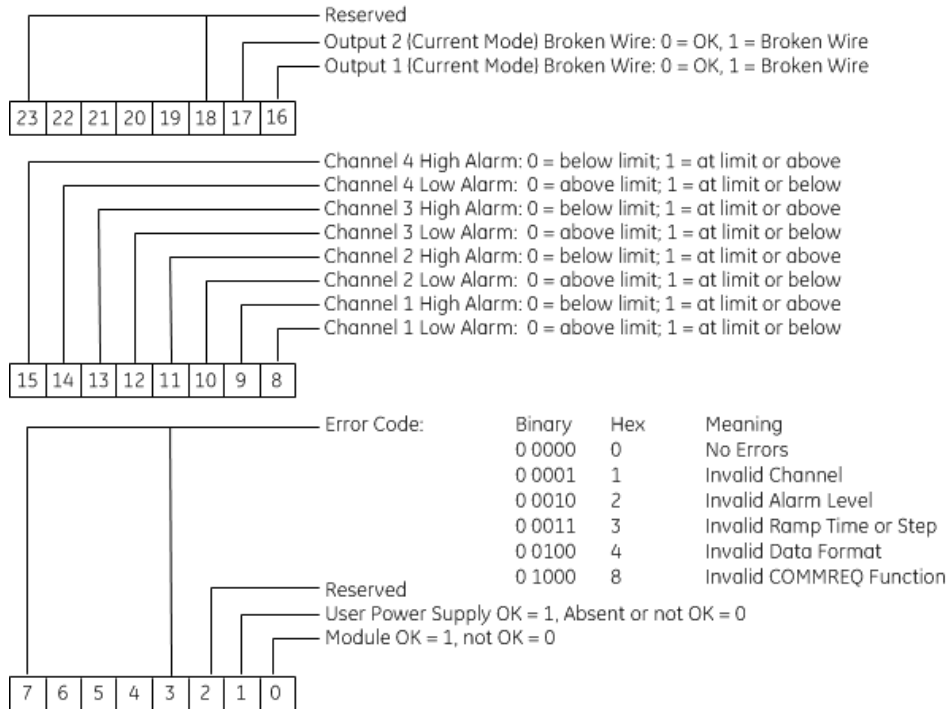 Reserved
Output 2 (Current Mode) Broken Wire: 0 = OK, 1 = Broken Wire
Output 1 (Current Mode) Broken Wire: 0 = OK, 1 = Broken Wire
23 22 21 20 19 18 17 16
Channel 4 High Alarm: 0 = below limit; 1 = at limit or above
Channel 4 Low Alarm: 0 = above limit; 1 = at limit or below
Channel 3 High Alarm: 0 = below limit; 1 = at limit or above
Channel 3 Low Alarm: 0 = above limit; 1 = at limit or below
Channel 2 High Alarm: 0 = below limit; 1 = at limit or above
Channel 2 Low Alarm: 0 = above limit; 1 = at limit or below
Channel 1 High Alarm: 0 = below limit; 1 = at limit or above
Channel 1 Low Alarm: 0 = above limit; 1 = at limit or below
15 14 13 12 11 10 9 8
Error Code: Binary Hex Meaning
0 0000 0 No Errors
0 0001 1 Invalid Channel
0 0010 2 Invalid Alarm Level
0 0011 3 Invalid Ramp Time or Step
0 0100 4 Invalid Data Format
0 1000 8 Invalid COMMREQ Function
Reserved
User Power Supply OK = 1, Absent or not OK = 0
Module OK = 1, not OK = 0
7 6 5 4 3 2 1 0